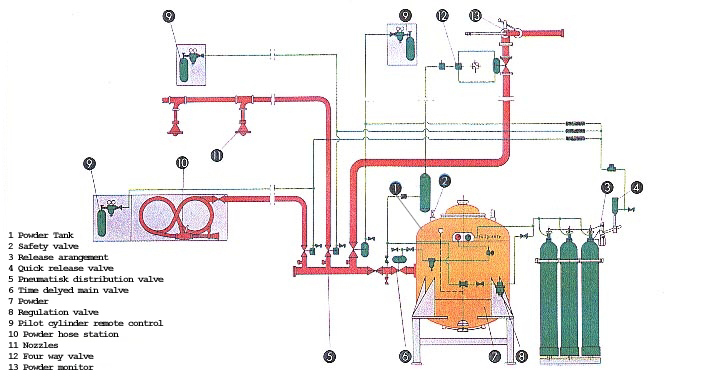 9
9
12
13
11
9
10
1
2
3
4
1 Powder Tank
2 Safety valve
3 Release arangement
4 Quick release valve
5 Pneumatisk distribution valve
6 Time delyed main valve
7 Powder
8 Regulation valve
9 Pilot cylinder remote control
10 Powder hose station
11 Nozzles
12 Four way valve
13 Powder monitor
5
6
7
8